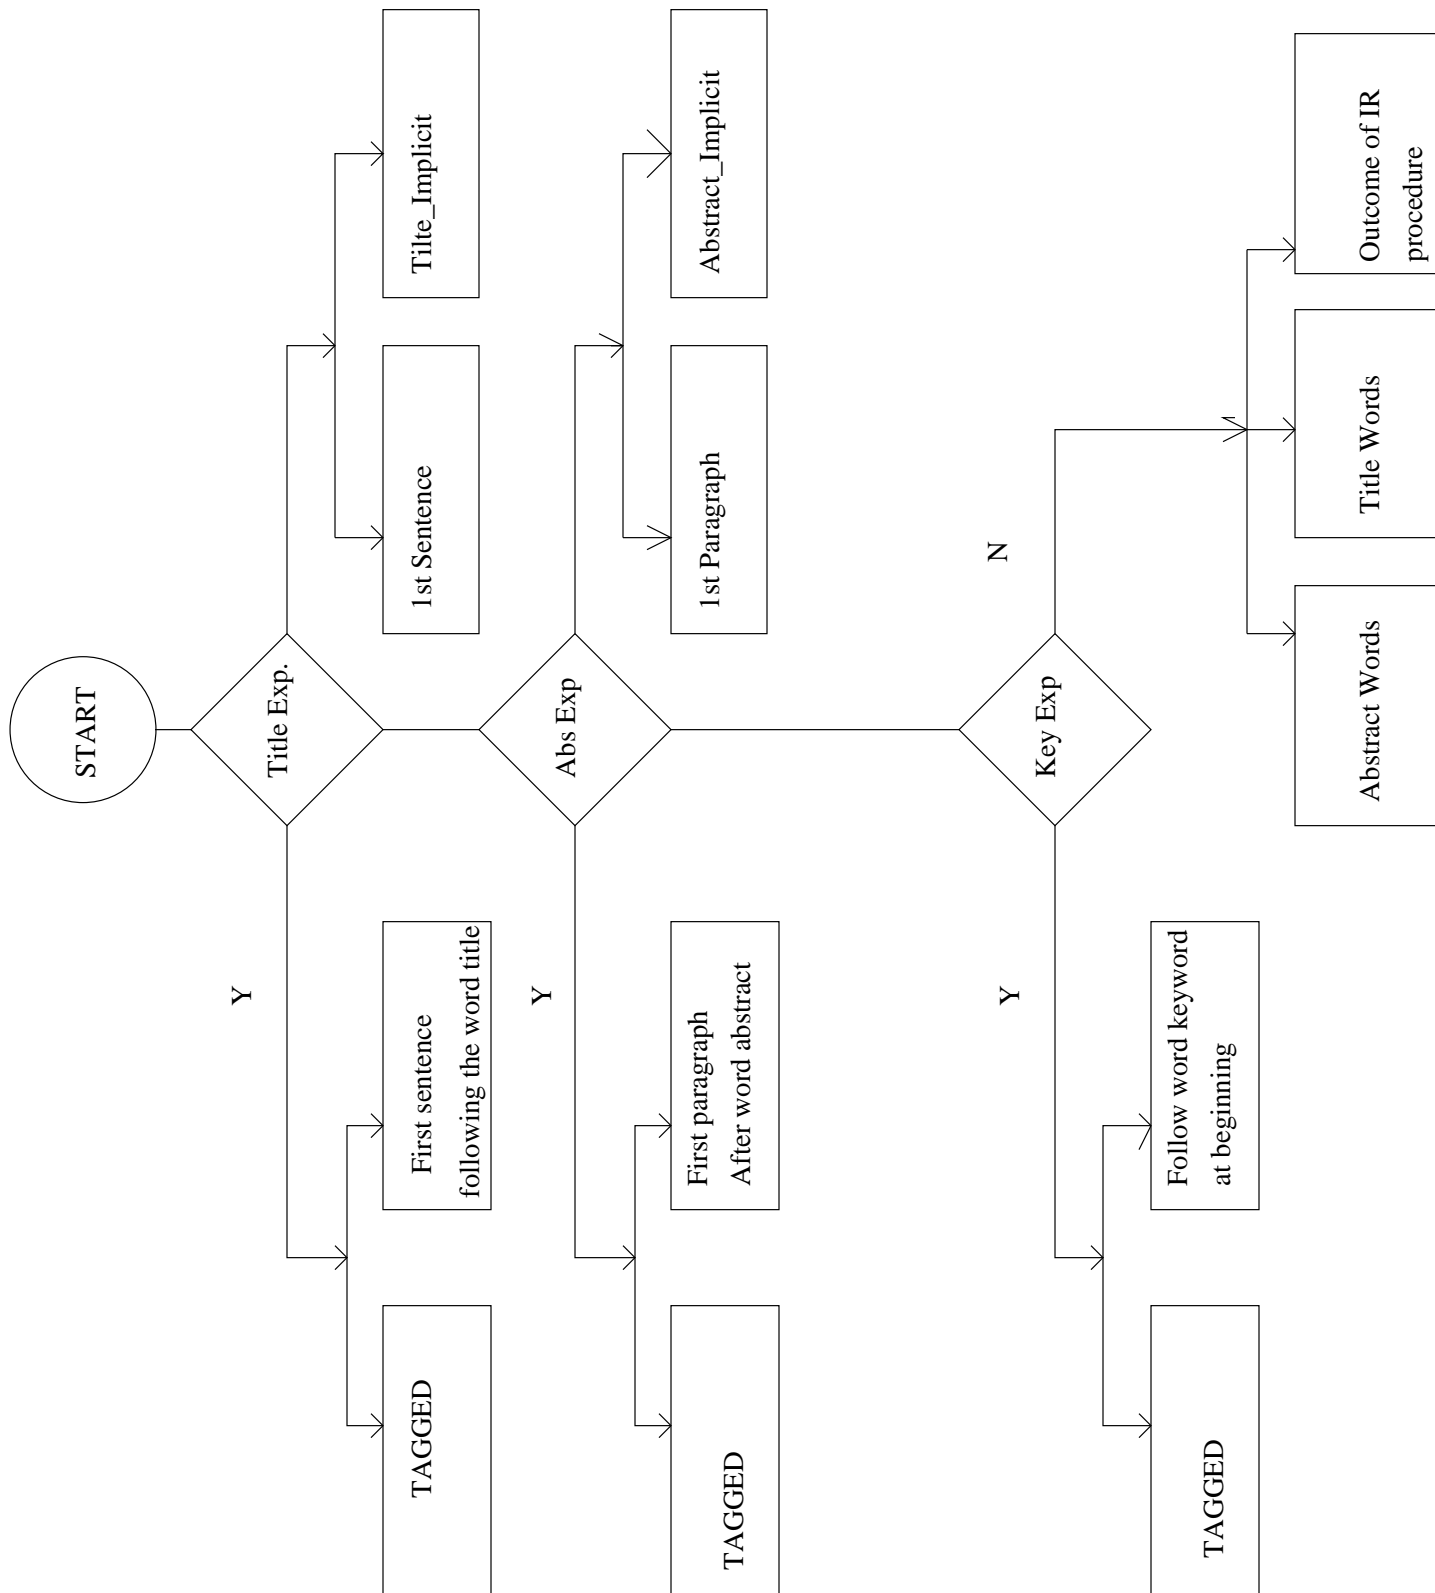 START
Title Exp.
Y
TAGGED
First sentence
following the word title
1st Sentence
Tilte_Implicit
Abs Exp
Y
TAGGED
First paragraph
After word abstract
1st Paragraph
Abstract_Implicit
Key Exp
Y
N
TAGGED
Follow word keyword
at beginning
Abstract Words
Title Words
Outcome of IR
procedure